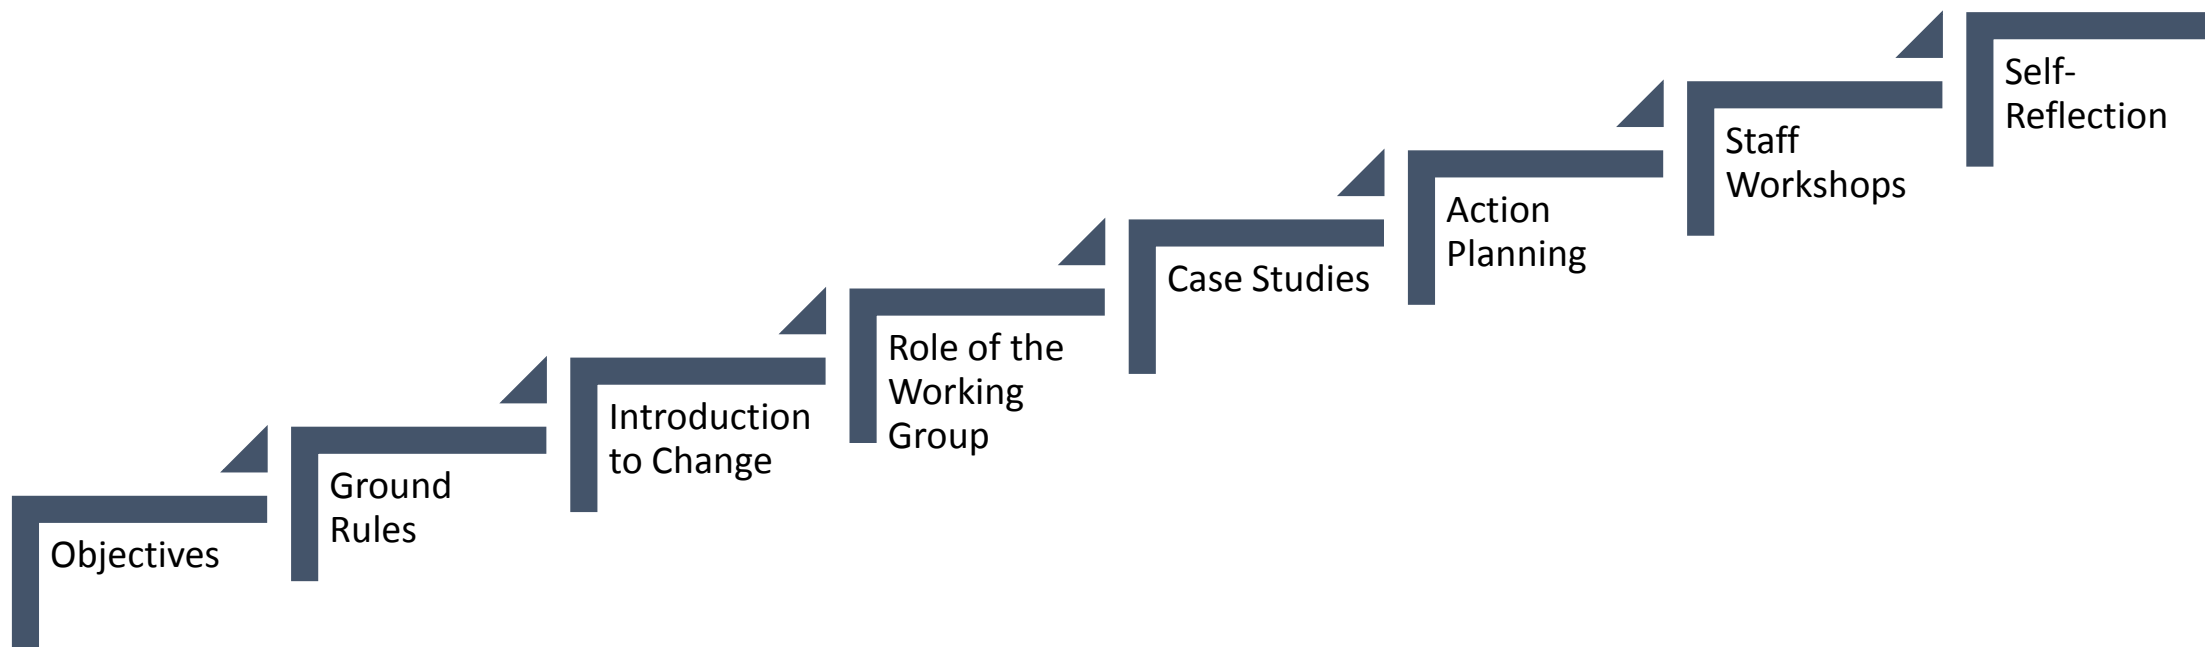 Objectives
Ground
Rules
Introduction
to Change
Role of the
Working
Group
Case Studies
Action
Planning
Staff
Workshops
Self-
Reflection